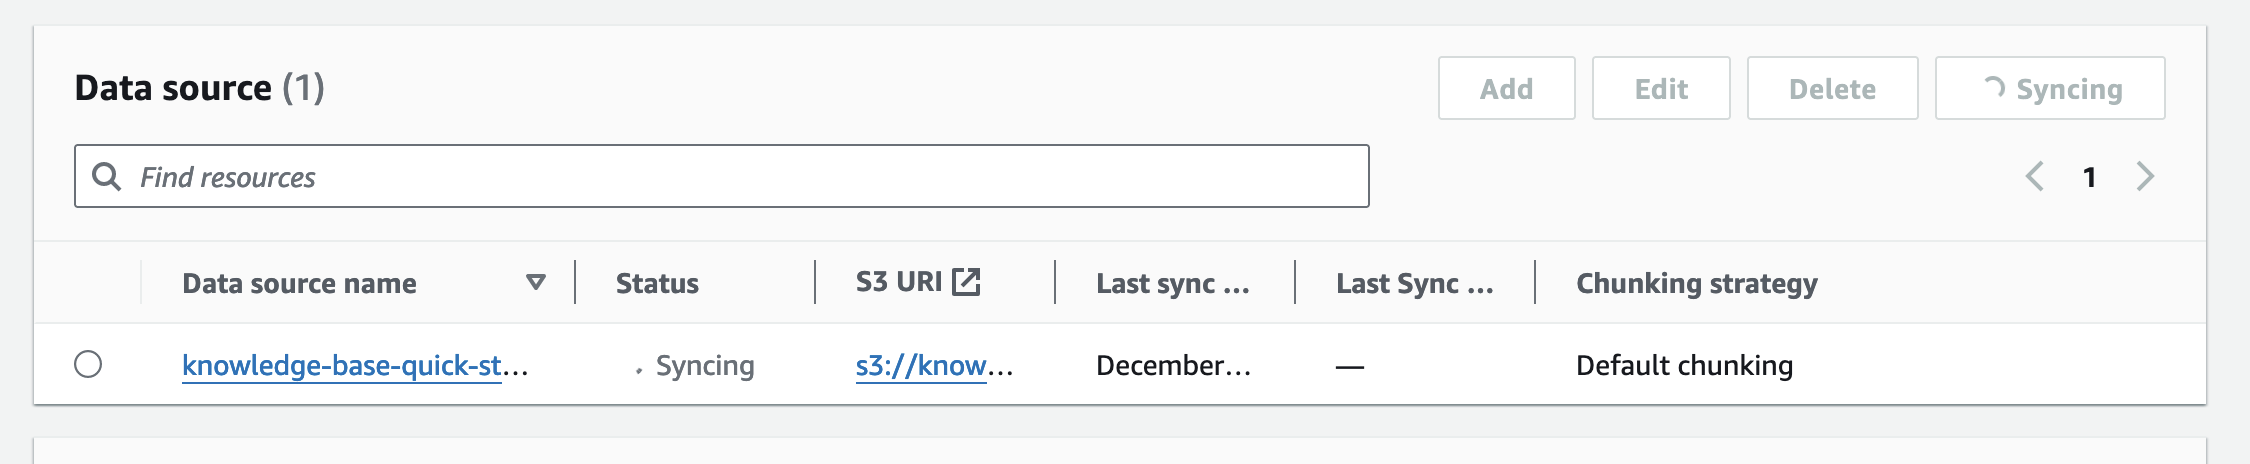 Data source (1)
Add Edit Delete Syncing
Find resources
1
Data source name Status S3 URI Last sync ... Last Sync ... Chunking strategy
knowledge-base-quick-st... Syncing s3://know... December... — Default chunking